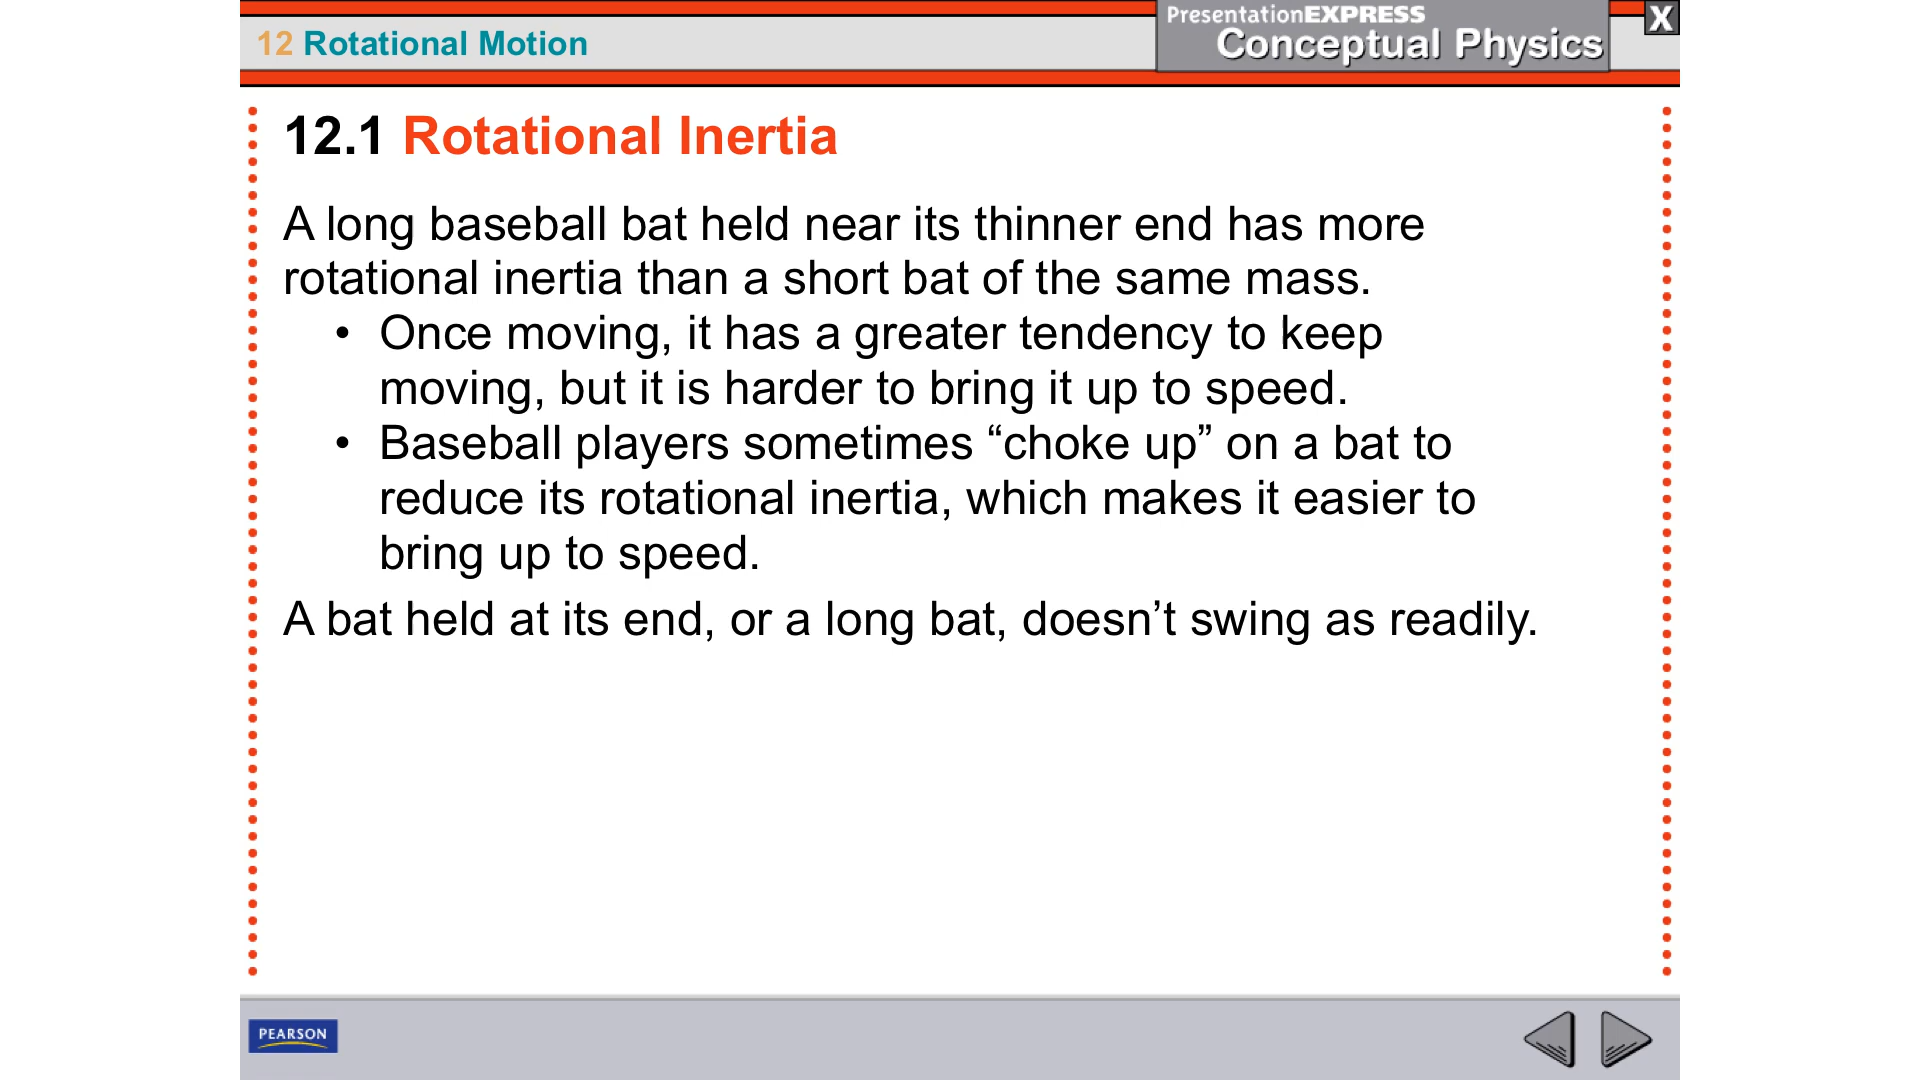 12 Rotational Motion
PresentationEXPRESS
Conceptual Physics
X
12.1 Rotational Inertia
A long baseball bat held near its thinner end has more
rotational inertia than a short bat of the same mass.
• Once moving, it has a greater tendency to keep
moving, but it is harder to bring it up to speed.
• Baseball players sometimes “choke up” on a bat to
reduce its rotational inertia, which makes it easier to
bring up to speed.
A bat held at its end, or a long bat, doesn’t swing as readily.
PEARSON